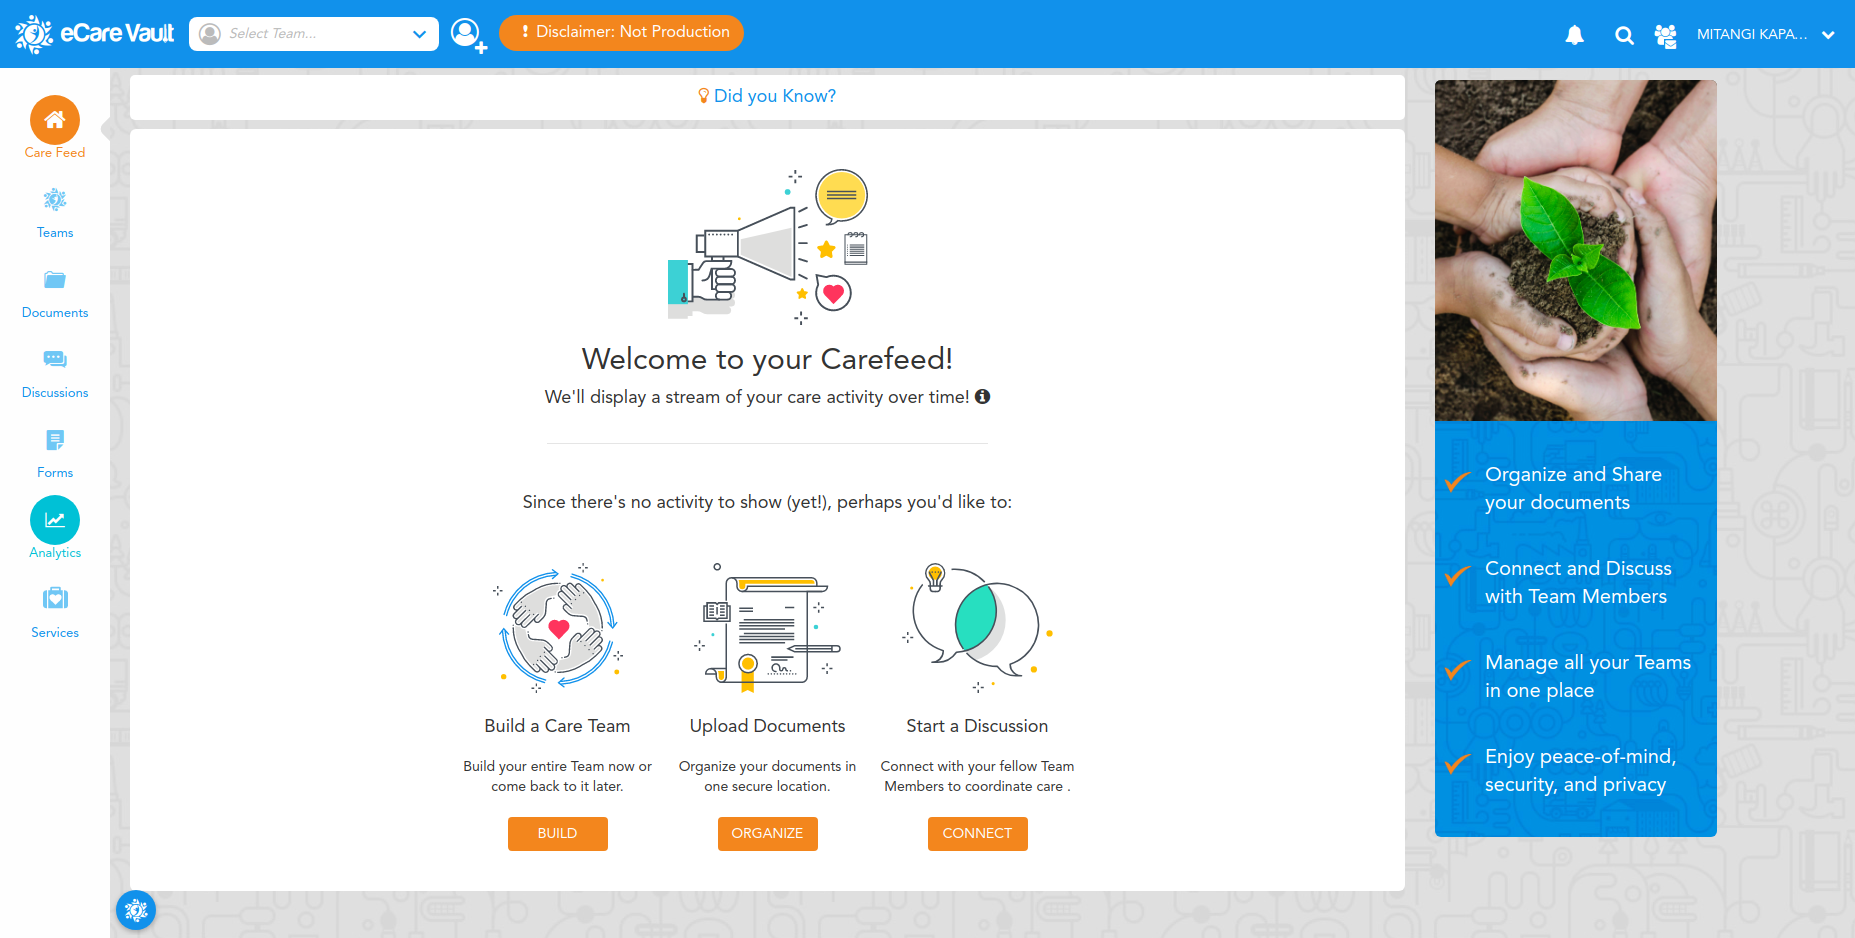 eCare Vault
Select Team...
! Disclaimer: Not Production
MITANGI KAPA...
Care Feed
Teams
Documents
Discussions
Forms
Analytics
Services
Did you Know?
Welcome to your Carefeed!
We'll display a stream of your care activity over time!
Since there's no activity to show (yet!), perhaps you'd like to:
Build a Care Team
Build your entire Team now or
come back to it later.
BUILD
Upload Documents
Organize your documents in
one secure location.
ORGANIZE
Start a Discussion
Connect with your fellow Team
Members to coordinate care .
CONNECT
Organize and Share
your documents
Connect and Discuss
with Team Members
Manage all your Teams
in one place
Enjoy peace-of-mind,
security, and privacy